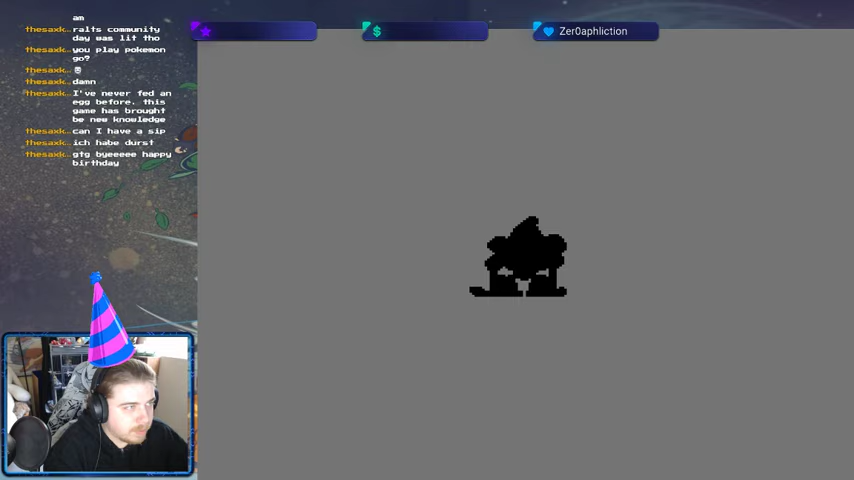 am
thesaxk… ralts community
day was lit tho
thesaxk… you play pokemon
go?
thesaxk…
thesaxk… damn
thesaxk… I've never fed an
egg before. this
game has brought
be new knowledge
thesaxk… can I have a sip
thesaxk… ich habe durst
thesaxk… gtg byeeeee happy
birthday
$
Zer0aphliction